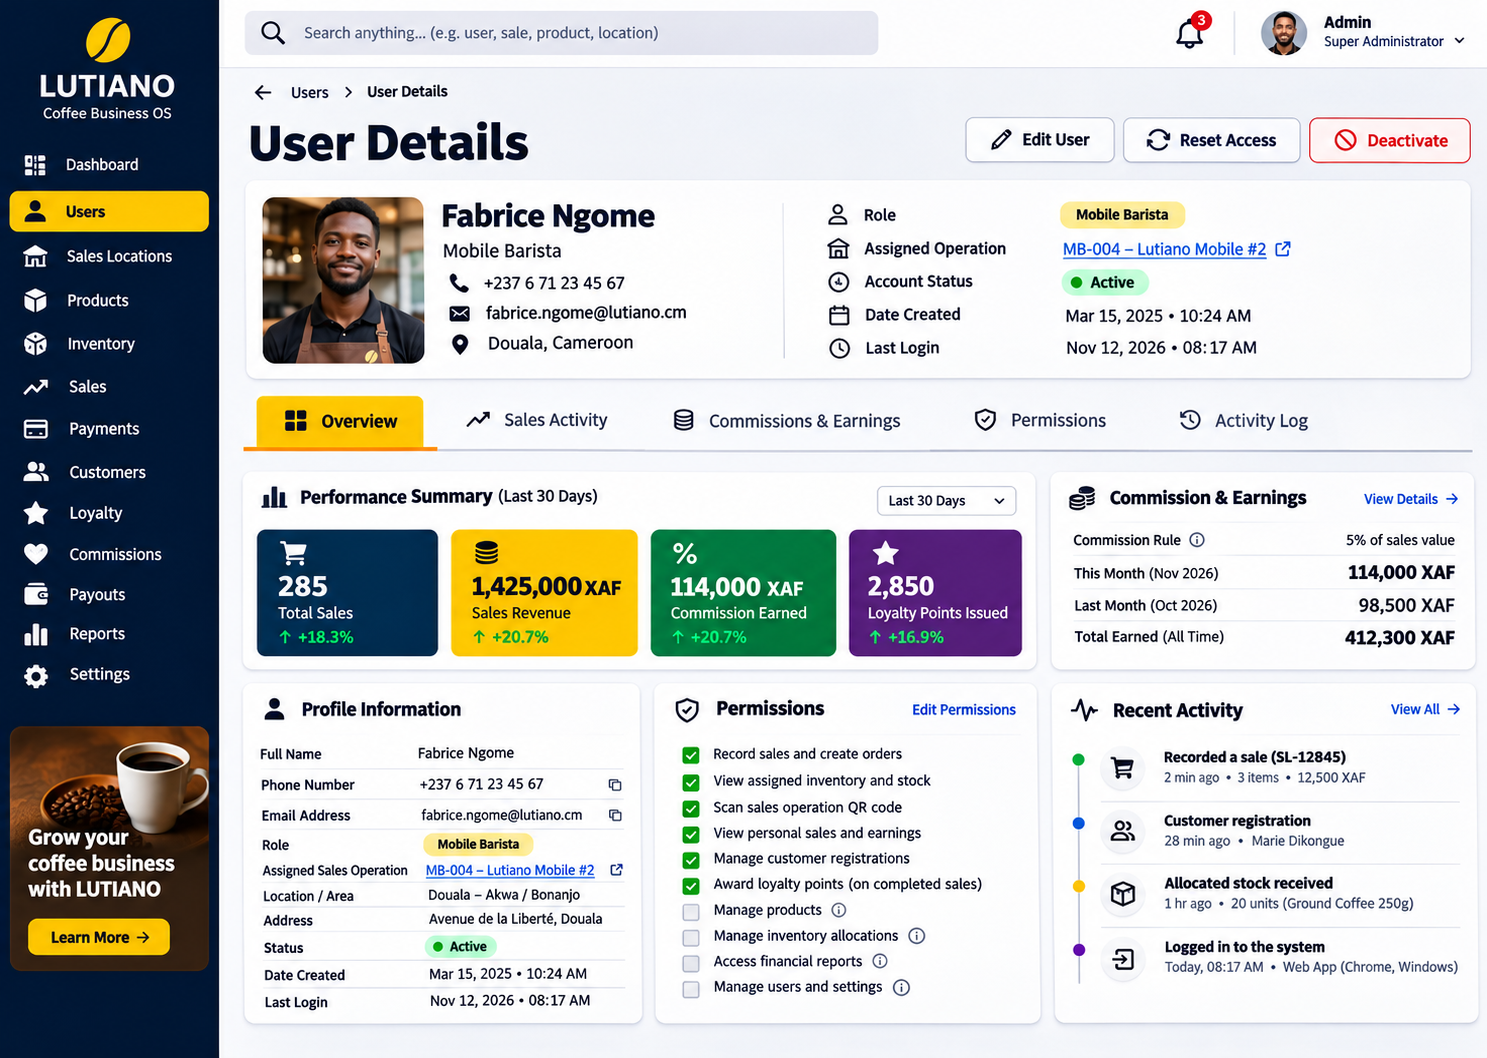 LUTIANO
Coffee Business OS
Dashboard
Users
Sales Locations
Products
Inventory
Sales
Payments
Customers
Loyalty
Commissions
Payouts
Reports
Settings
Grow your
coffee business
with LUTIANO
Learn More →
Search anything... (e.g. user, sale, product, location)
3
Admin
Super Administrator
← Users > User Details
User Details
Edit User
Reset Access
Deactivate
Fabrice Ngome
Mobile Barista
+237 6 71 23 45 67
fabrice.ngome@lutiano.cm
Douala, Cameroon
Role Mobile Barista
Assigned Operation MB-004 – Lutiano Mobile #2
Account Status Active
Date Created Mar 15, 2025 • 10:24 AM
Last Login Nov 12, 2026 • 08:17 AM
Overview
Sales Activity
Commissions & Earnings
Permissions
Activity Log
Performance Summary (Last 30 Days)
Last 30 Days
285
Total Sales
↑ +18.3%
1,425,000 XAF
Sales Revenue
↑ +20.7%
%
114,000 XAF
Commission Earned
↑ +20.7%
2,850
Loyalty Points Issued
↑ +16.9%
Commission & Earnings View Details →
Commission Rule 5% of sales value
This Month (Nov 2026) 114,000 XAF
Last Month (Oct 2026) 98,500 XAF
Total Earned (All Time) 412,300 XAF
Profile Information
Full Name Fabrice Ngome
Phone Number +237 6 71 23 45 67
Email Address fabrice.ngome@lutiano.cm
Role Mobile Barista
Assigned Sales Operation MB-004 – Lutiano Mobile #2
Location / Area Douala – Akwa / Bonanjo
Address Avenue de la Liberté, Douala
Status Active
Date Created Mar 15, 2025 • 10:24 AM
Last Login Nov 12, 2026 • 08:17 AM
Permissions Edit Permissions
Record sales and create orders
View assigned inventory and stock
Scan sales operation QR code
View personal sales and earnings
Manage customer registrations
Award loyalty points (on completed sales)
Manage products
Manage inventory allocations
Access financial reports
Manage users and settings
Recent Activity View All →
Recorded a sale (SL-12845)
2 min ago • 3 items • 12,500 XAF
Customer registration
28 min ago • Marie Dikongue
Allocated stock received
1 hr ago • 20 units (Ground Coffee 250g)
Logged in to the system
Today, 08:17 AM • Web App (Chrome, Windows)